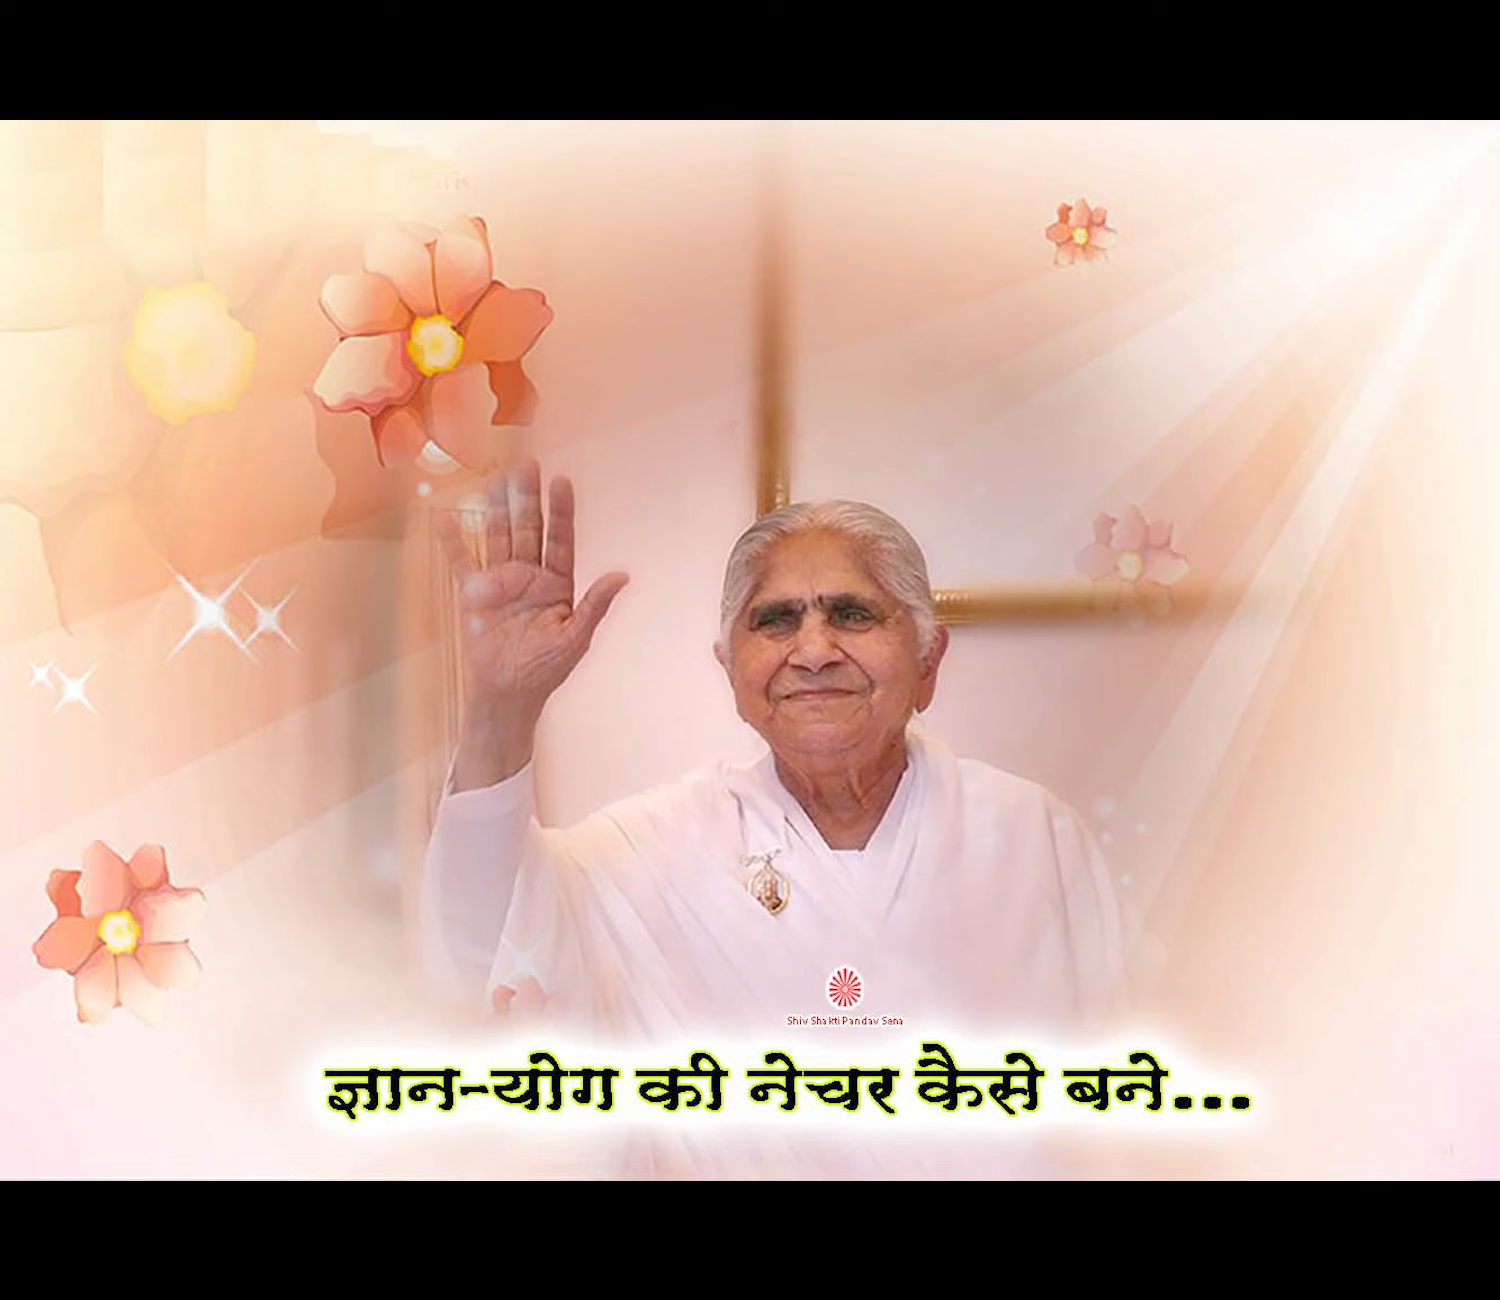 Shiv Shakti Pandav Sena
ज्ञान-योग की नेचर कैसे बने...